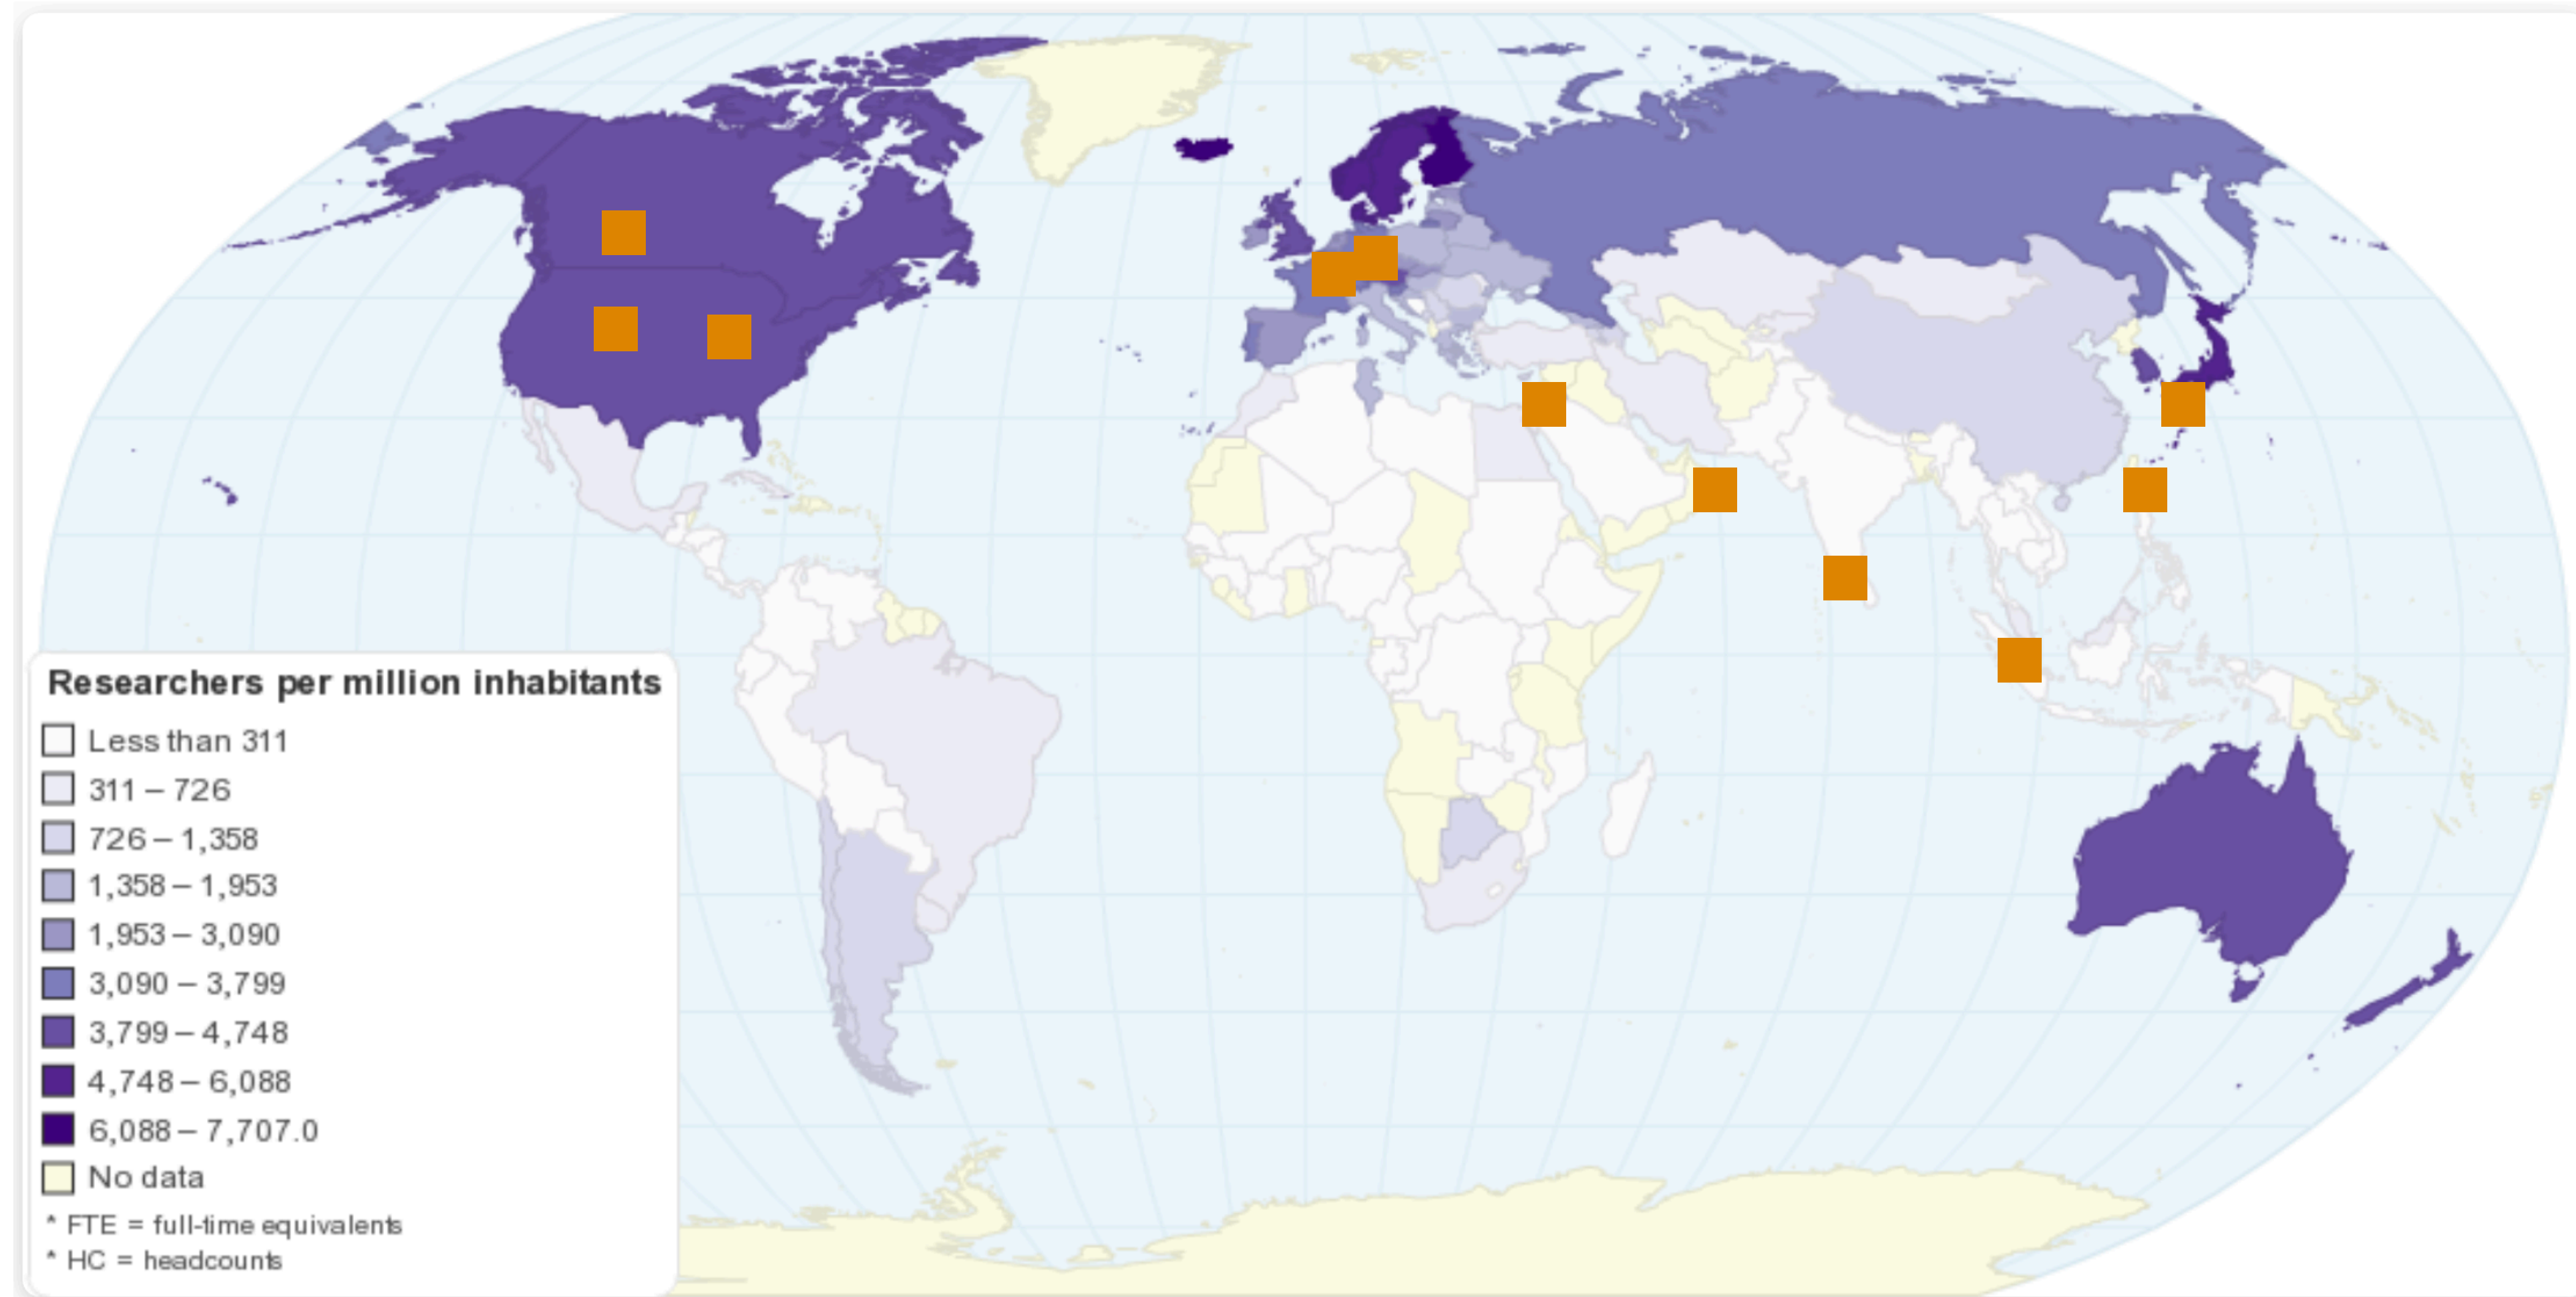 Researchers per million inhabitants
Less than 311
311 – 726
726 – 1,358
1,358 – 1,953
1,953 – 3,090
3,090 – 3,799
3,799 – 4,748
4,748 – 6,088
6,088 – 7,707.0
No data
* FTE = full-time equivalents
* HC = headcounts